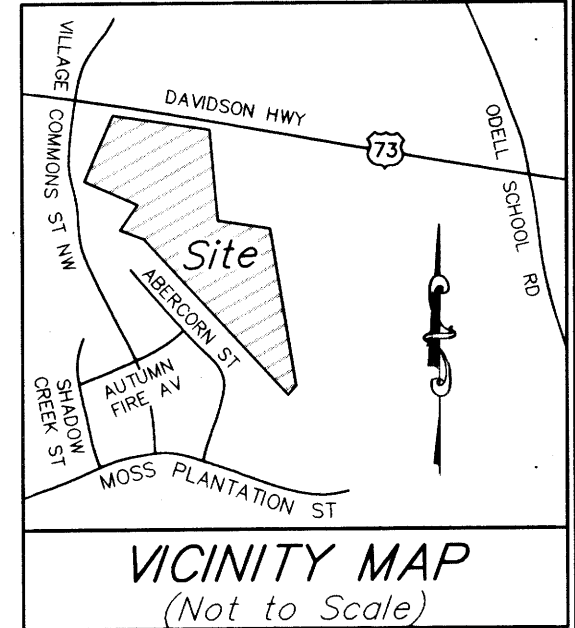 VILLAGE COMMONS ST NW
DAVIDSON HWY
73
ODELL SCHOOL RD
Site
ABERCORN ST
AUTUMN
FIRE AV
SHADOW
CREEK ST
MOSS PLANTATION ST
VICINITY MAP
(Not to Scale)